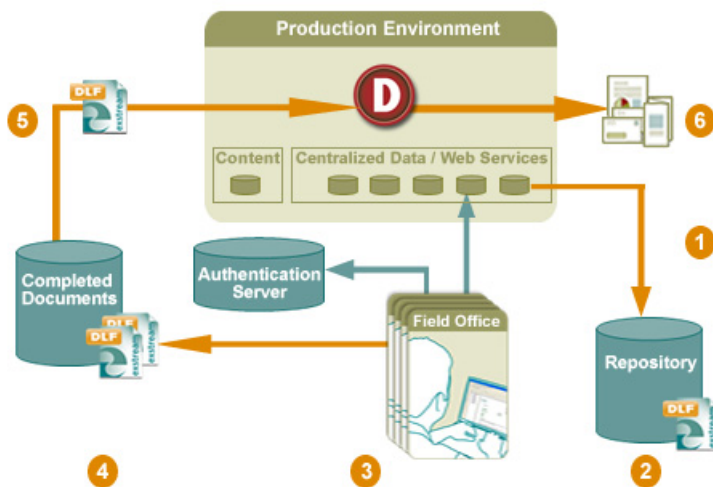 Production Environment
DLF
exstream
5
D
6
Content
Centralized Data / Web Services
1
Completed
Documents
Authentication
Server
Field Office
Repository
DLF
DLF
exstream
DLF
4
3
2